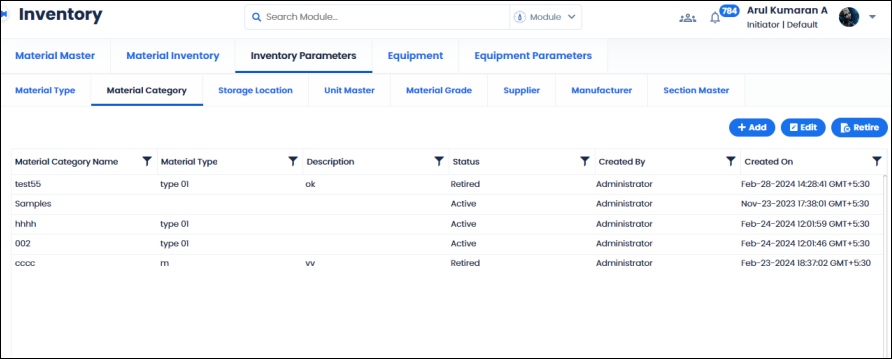 Inventory
Search Module...
Module
784
Arul Kumaran A
Initiator | Default
Material Master Material Inventory Inventory Parameters Equipment Equipment Parameters
Material Type Material Category Storage Location Unit Master Material Grade Supplier Manufacturer Section Master
+ Add Edit Retire
Material Category Name Material Type Description Status Created By Created On
test55 type 01 ok Retired Administrator Feb-28-2024 14:28:41 GMT+5:30
Samples Active Administrator Nov-23-2023 17:38:01 GMT+5:30
hhhh type 01 Active Administrator Feb-24-2024 12:01:59 GMT+5:30
002 type 01 Active Administrator Feb-24-2024 12:01:46 GMT+5:30
cccc m vv Retired Administrator Feb-23-2024 18:37:02 GMT+5:30